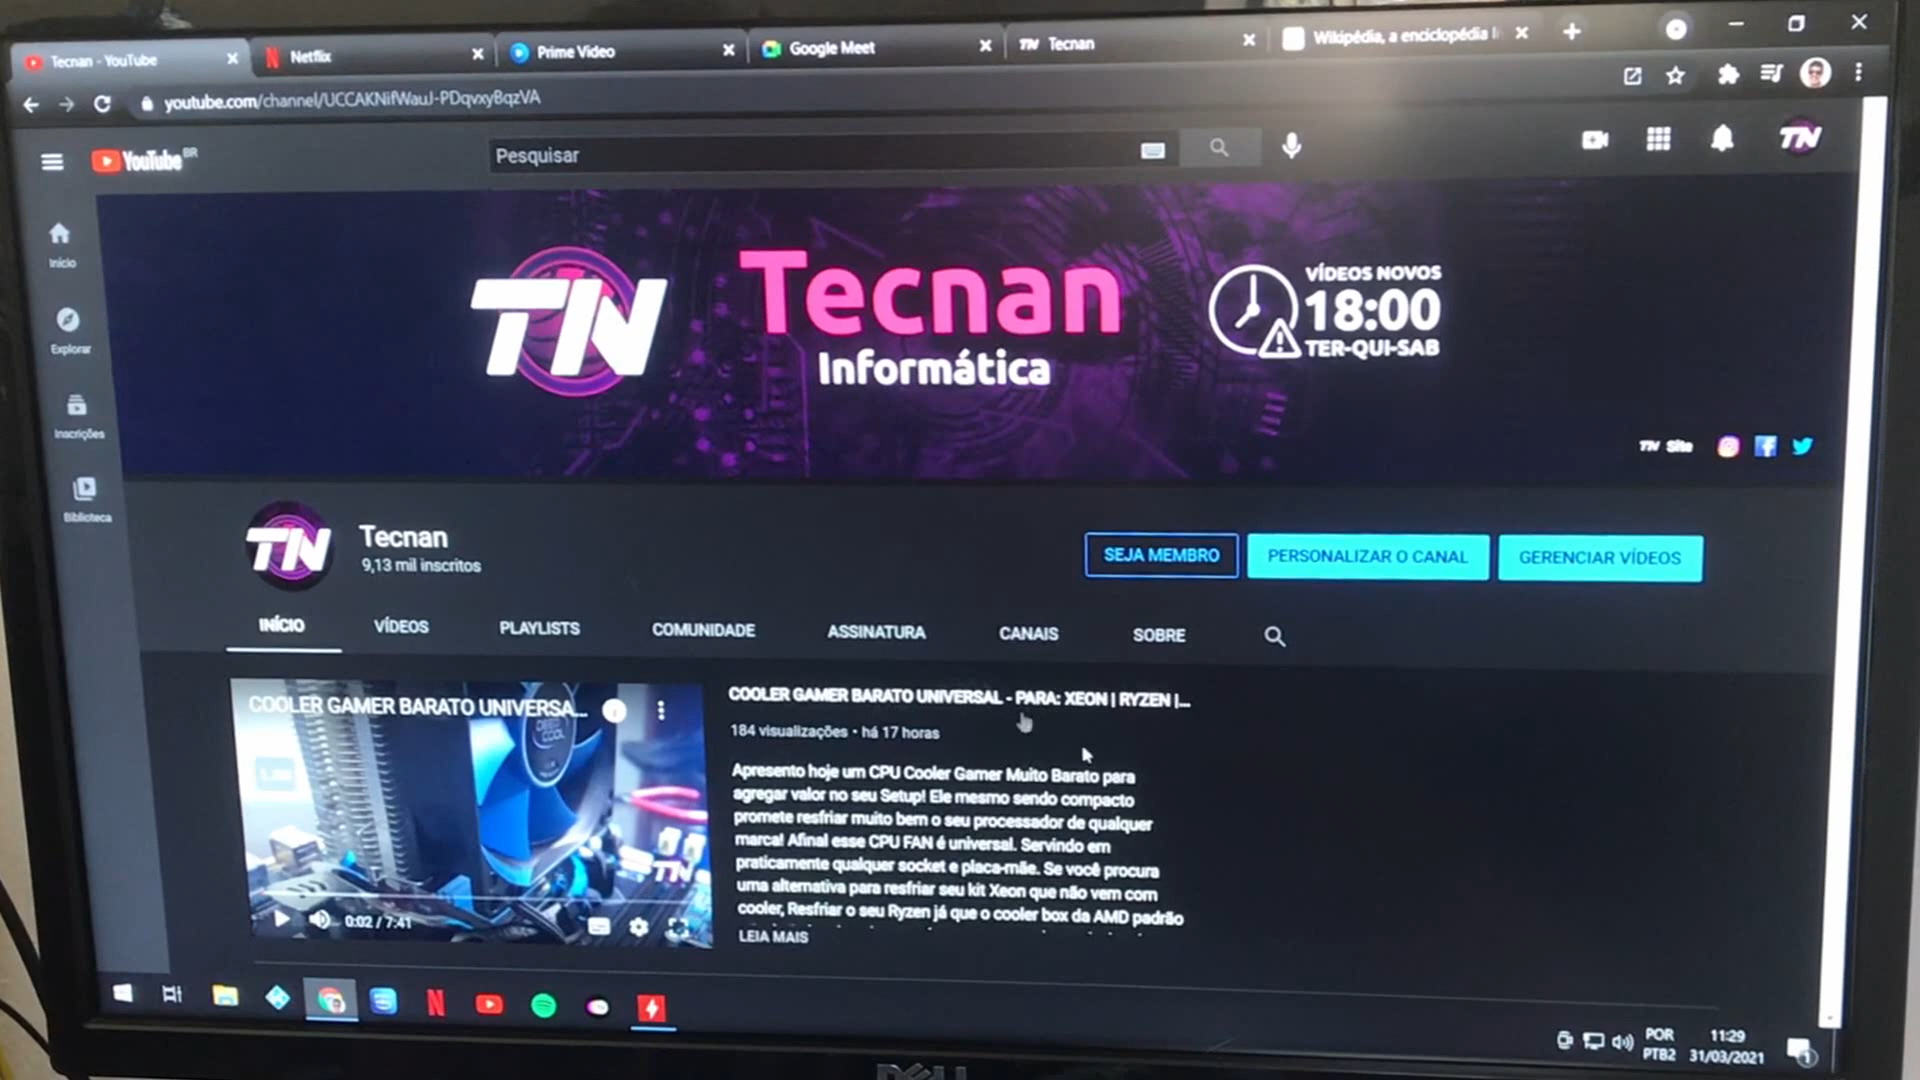 Tecnan - YouTube
Netflix
Prime Video
Google Meet
TN Tecnan
Wikipédia, a enciclopédia l
youtube.com/channel/UCCAKNifWauJ-PDqvxyBqzVA
YouTube BR
Pesquisar
TN
Início
Explorar
Inscrições
Biblioteca
TN
Tecnan
Informática
VÍDEOS NOVOS
18:00
TER-QUI-SAB
TN Site
TN
Tecnan
9,13 mil inscritos
SEJA MEMBRO
PERSONALIZAR O CANAL
GERENCIAR VÍDEOS
INÍCIO
VÍDEOS
PLAYLISTS
COMUNIDADE
ASSINATURA
CANAIS
SOBRE
COOLER GAMER BARATO UNIVERSA...
DEEP
COOL
TN
0:02 / 7:41
COOLER GAMER BARATO UNIVERSAL - PARA: XEON | RYZEN |...
184 visualizações • há 17 horas
Apresento hoje um CPU Cooler Gamer Muito Barato para
agregar valor no seu Setup! Ele mesmo sendo compacto
promete resfriar muito bem o seu processador de qualquer
marca! Afinal esse CPU FAN é universal. Servindo em
praticamente qualquer socket e placa-mãe. Se você procura
uma alternativa para resfriar seu kit Xeon que não vem com
cooler, Resfriar o seu Ryzen já que o cooler box da AMD padrão
LEIA MAIS
POR
PTB2
11:29
31/03/2021
1
DELL